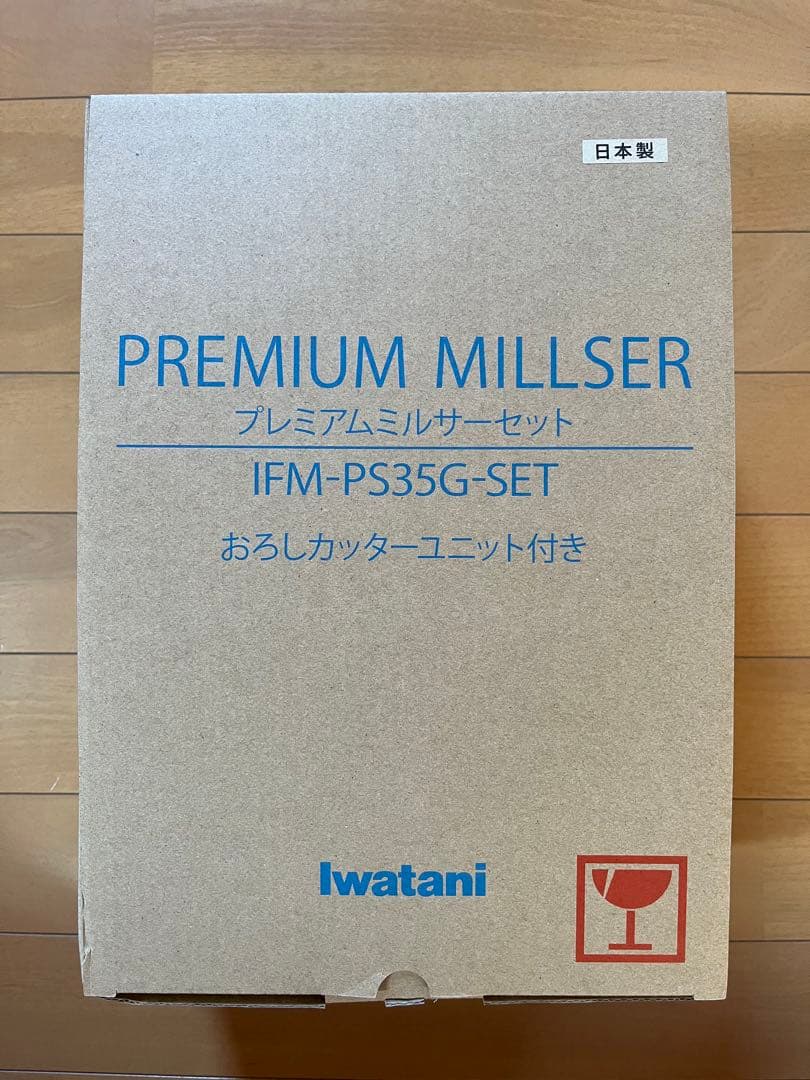 日本製
PREMIUM MILLSER
プレミアムミルサーセット
IFM-PS35G-SET
おろしカッターユニット付き
Iwatani